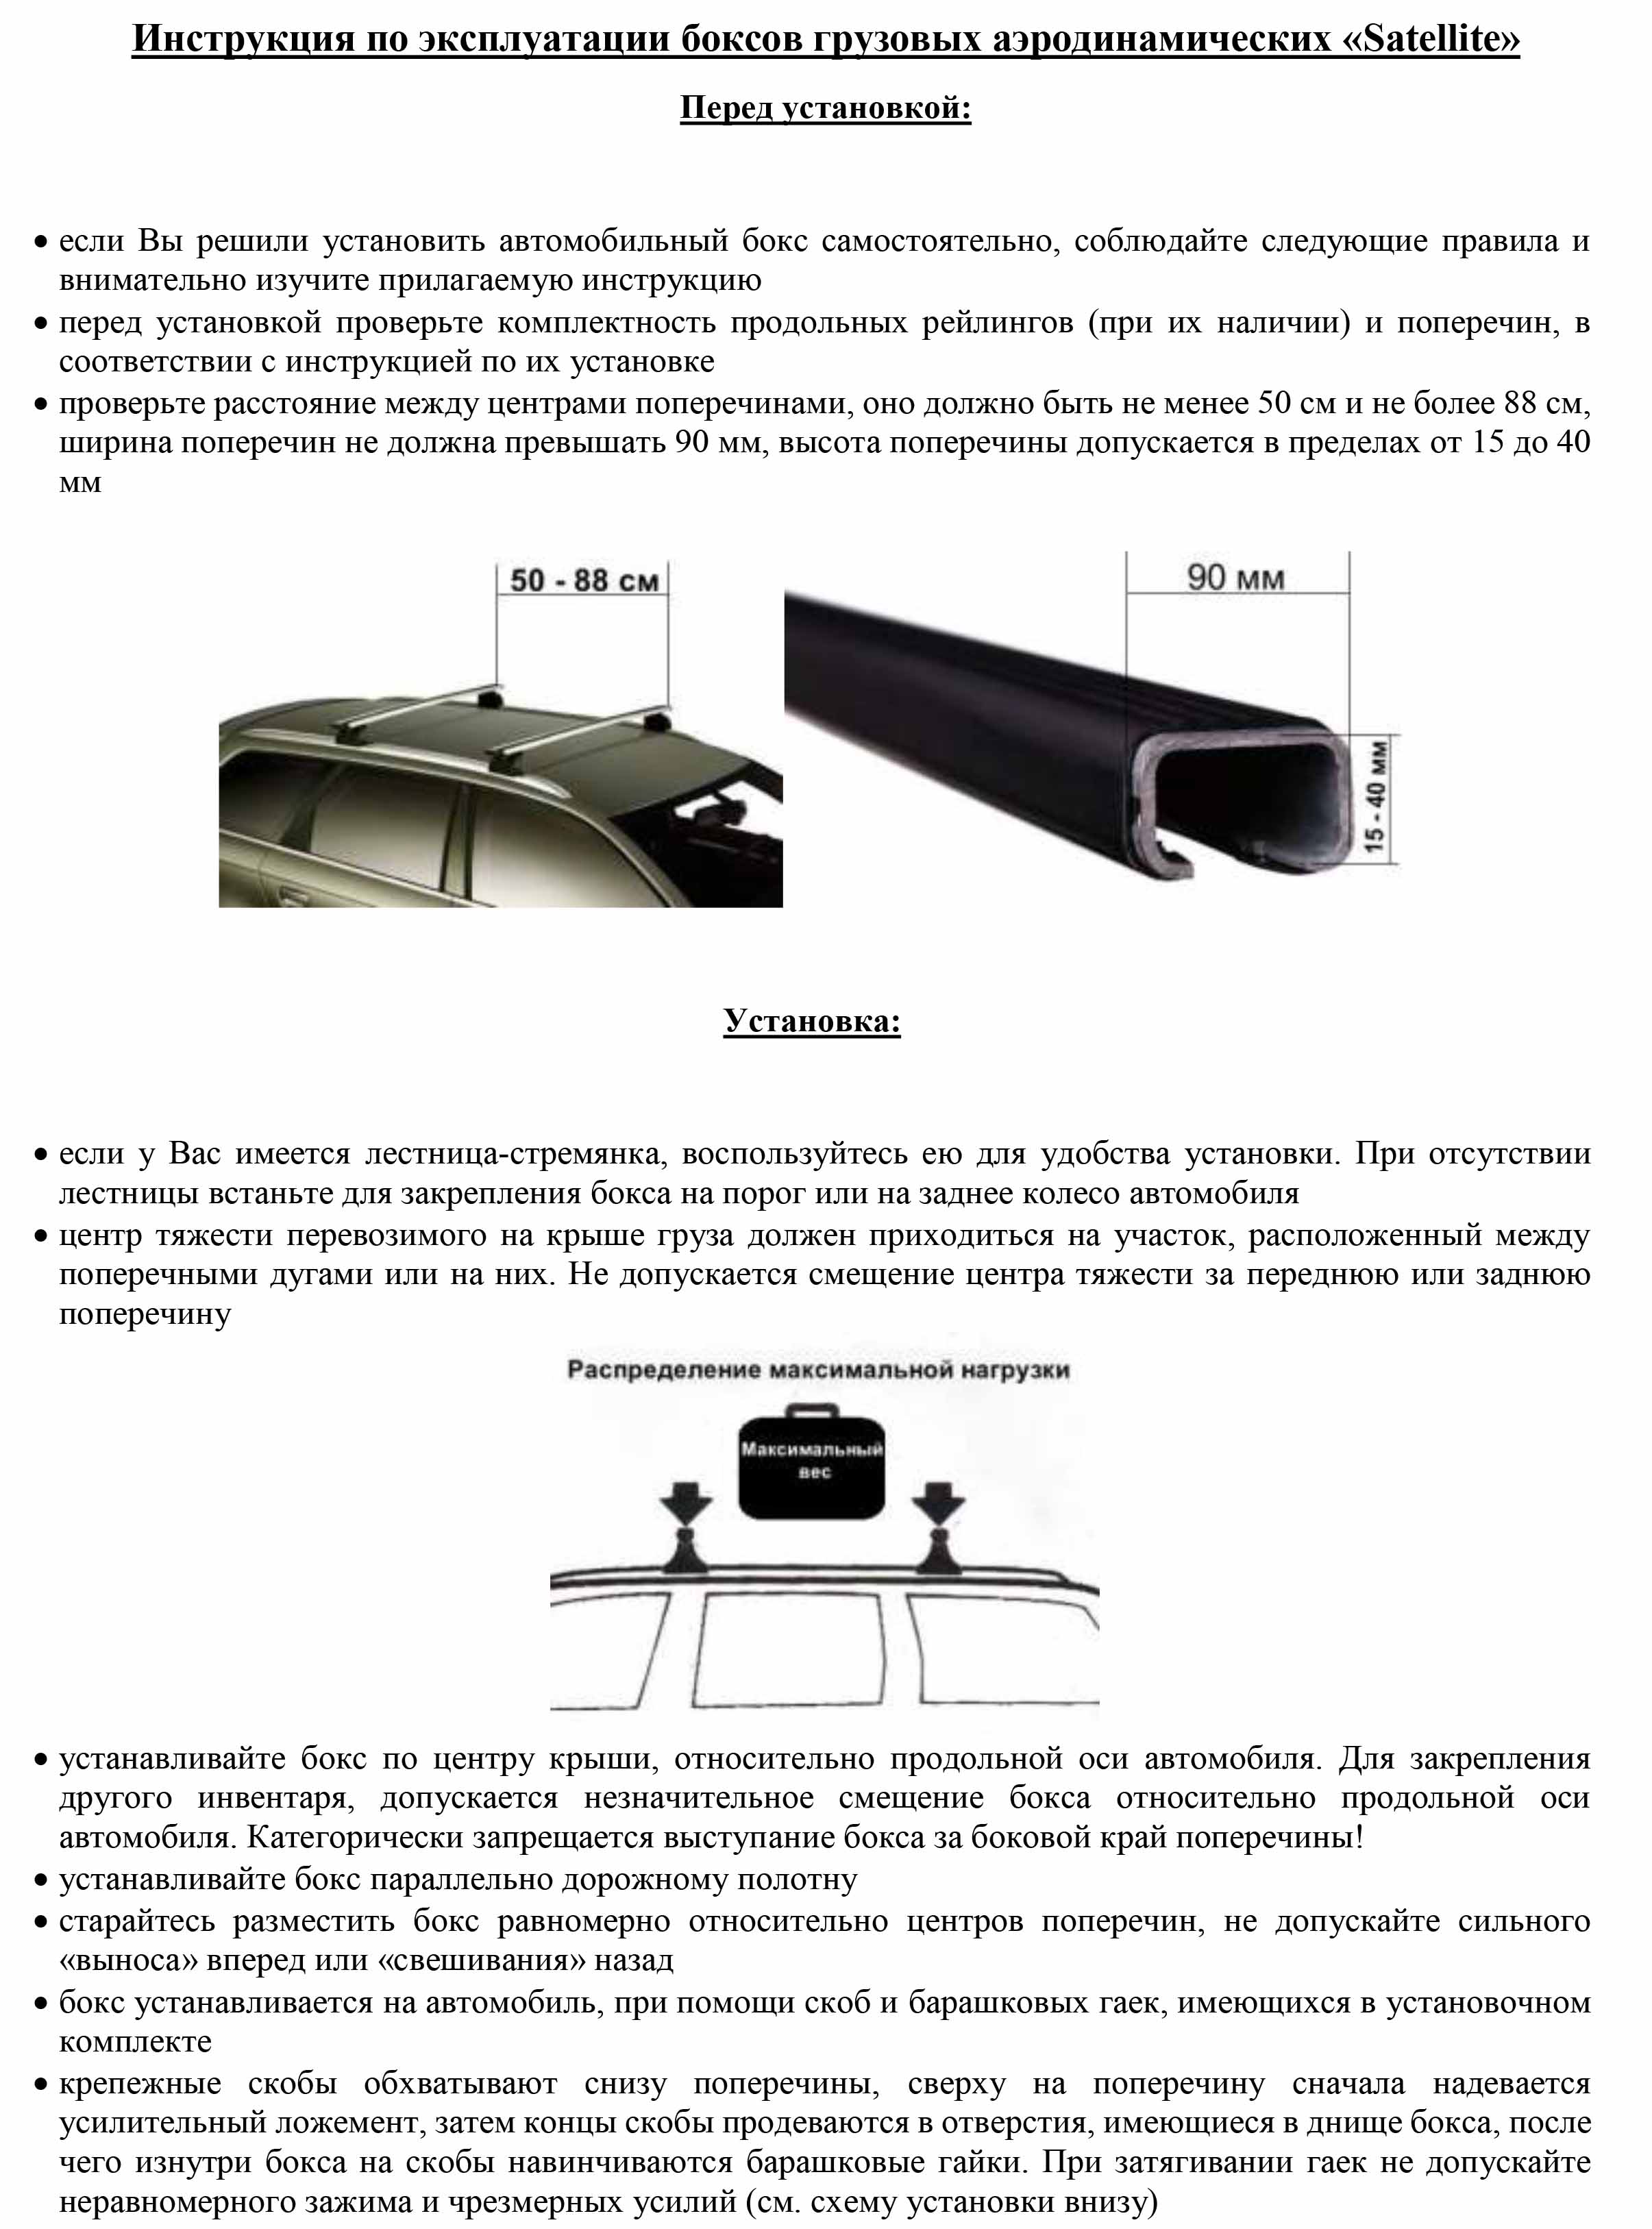 Инструкция по эксплуатации боксов грузовых аэродинамических «Satellite»
Перед установкой:
• если Вы решили установить автомобильный бокс самостоятельно, соблюдайте следующие правила и
внимательно изучите прилагаемую инструкцию
• перед установкой проверьте комплектность продольных рейлингов (при их наличии) и поперечин, в
соответствии с инструкцией по их установке
• проверьте расстояние между центрами поперечинами, оно должно быть не менее 50 см и не более 88 см,
ширина поперечин не должна превышать 90 мм, высота поперечины допускается в пределах от 15 до 40
мм
50 - 88 см
90 мм
15 - 40 мм
Установка:
• если у Вас имеется лестница-стремянка, воспользуйтесь ею для удобства установки. При отсутствии
лестницы встаньте для закрепления бокса на порог или на заднее колесо автомобиля
• центр тяжести перевозимого на крыше груза должен приходиться на участок, расположенный между
поперечными дугами или на них. Не допускается смещение центра тяжести за переднюю или заднюю
поперечину
Распределение максимальной нагрузки
Максимальный
вес
• устанавливайте бокс по центру крыши, относительно продольной оси автомобиля. Для закрепления
другого инвентаря, допускается незначительное смещение бокса относительно продольной оси
автомобиля. Категорически запрещается выступание бокса за боковой край поперечины!
• устанавливайте бокс параллельно дорожному полотну
• старайтесь разместить бокс равномерно относительно центров поперечин, не допускайте сильного
«выноса» вперед или «свешивания» назад
• бокс устанавливается на автомобиль, при помощи скоб и барашковых гаек, имеющихся в установочном
комплекте
• крепежные скобы обхватывают снизу поперечины, сверху на поперечину сначала надевается
усилительный ложемент, затем концы скобы продеваются в отверстия, имеющиеся в днище бокса, после
чего изнутри бокса на скобы навинчиваются барашковые гайки. При затягивании гаек не допускайте
неравномерного зажима и чрезмерных усилий (см. схему установки внизу)